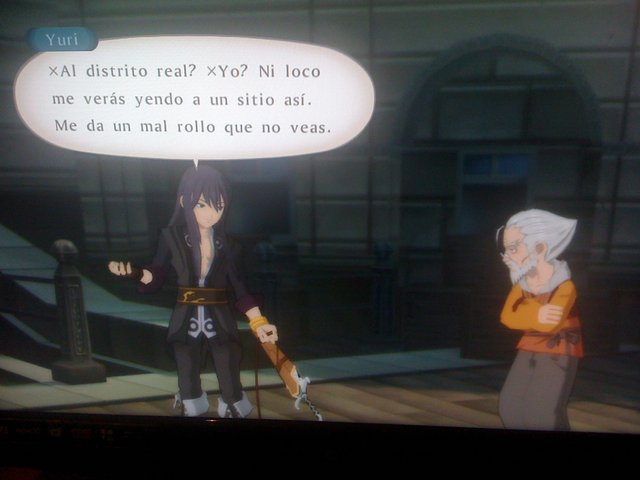 Yuri
×Al distrito real? ×Yo? Ni loco
me verás yendo a un sitio así.
Me da un mal rollo que no veas.